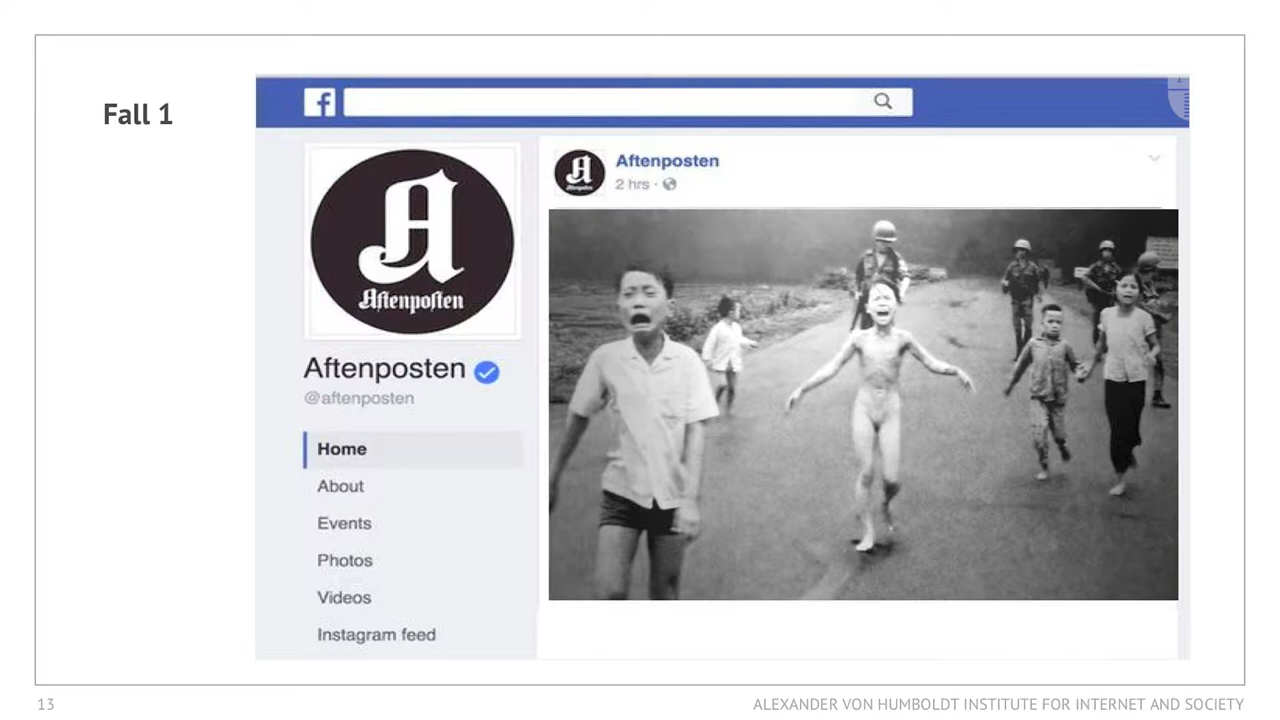 Fall 1
f
A
Aftenposten
Aftenposten
@aftenposten
Home
About
Events
Photos
Videos
Instagram feed
A
Aftenposten
Aftenposten
2 hrs ·
13
ALEXANDER VON HUMBOLDT INSTITUTE FOR INTERNET AND SOCIETY